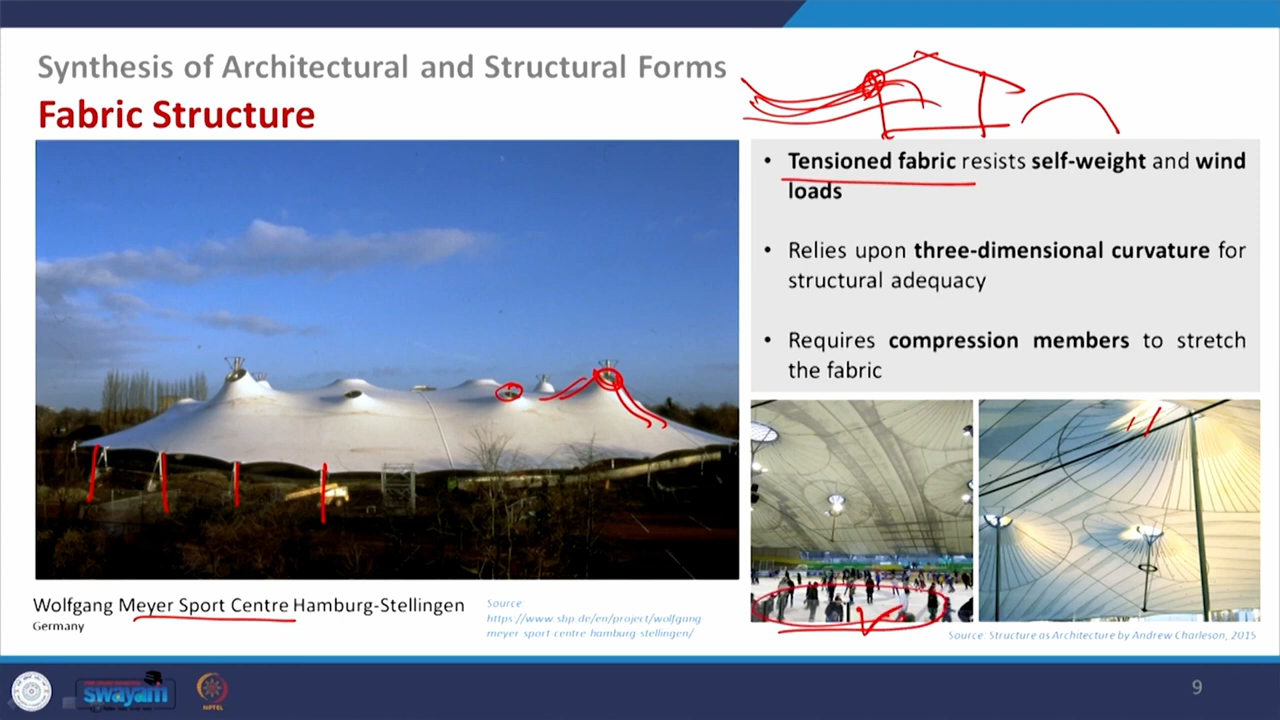 Synthesis of Architectural and Structural Forms
Fabric Structure
• Tensioned fabric resists self-weight and wind
loads
• Relies upon three-dimensional curvature for
structural adequacy
• Requires compression members to stretch
the fabric
Wolfgang Meyer Sport Centre Hamburg-Stellingen
Germany
Source:
https://www.sbp.de/en/project/wolfgang
meyer sport centre hamburg stellingen/
Source: Structure as Architecture by Andrew Charleson, 2015
swayam
NPTEL
9